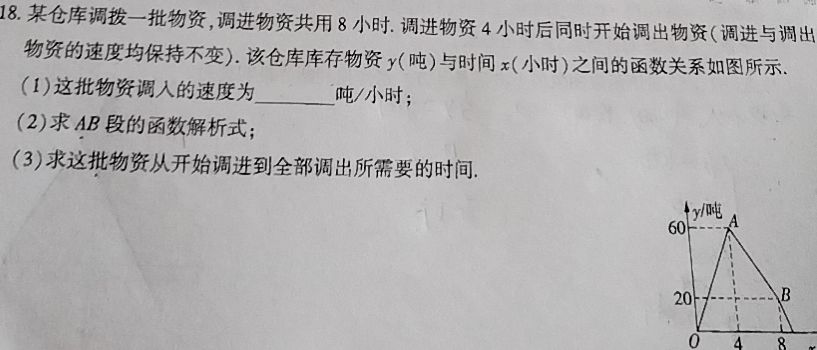 18. 某仓库调拨一批物资,调进物资共用 8 小时. 调进物资 4 小时后同时开始调出物资(调进与调出
物资的速度均保持不变). 该仓库库存物资 y(吨)与时间 x(小时)之间的函数关系如图所示.
(1)这批物资调入的速度为________吨/小时;
(2)求 AB 段的函数解析式;
(3)求这批物资从开始调进到全部调出所需要的时间.
y/吨
60 A
20 B
O 4 8